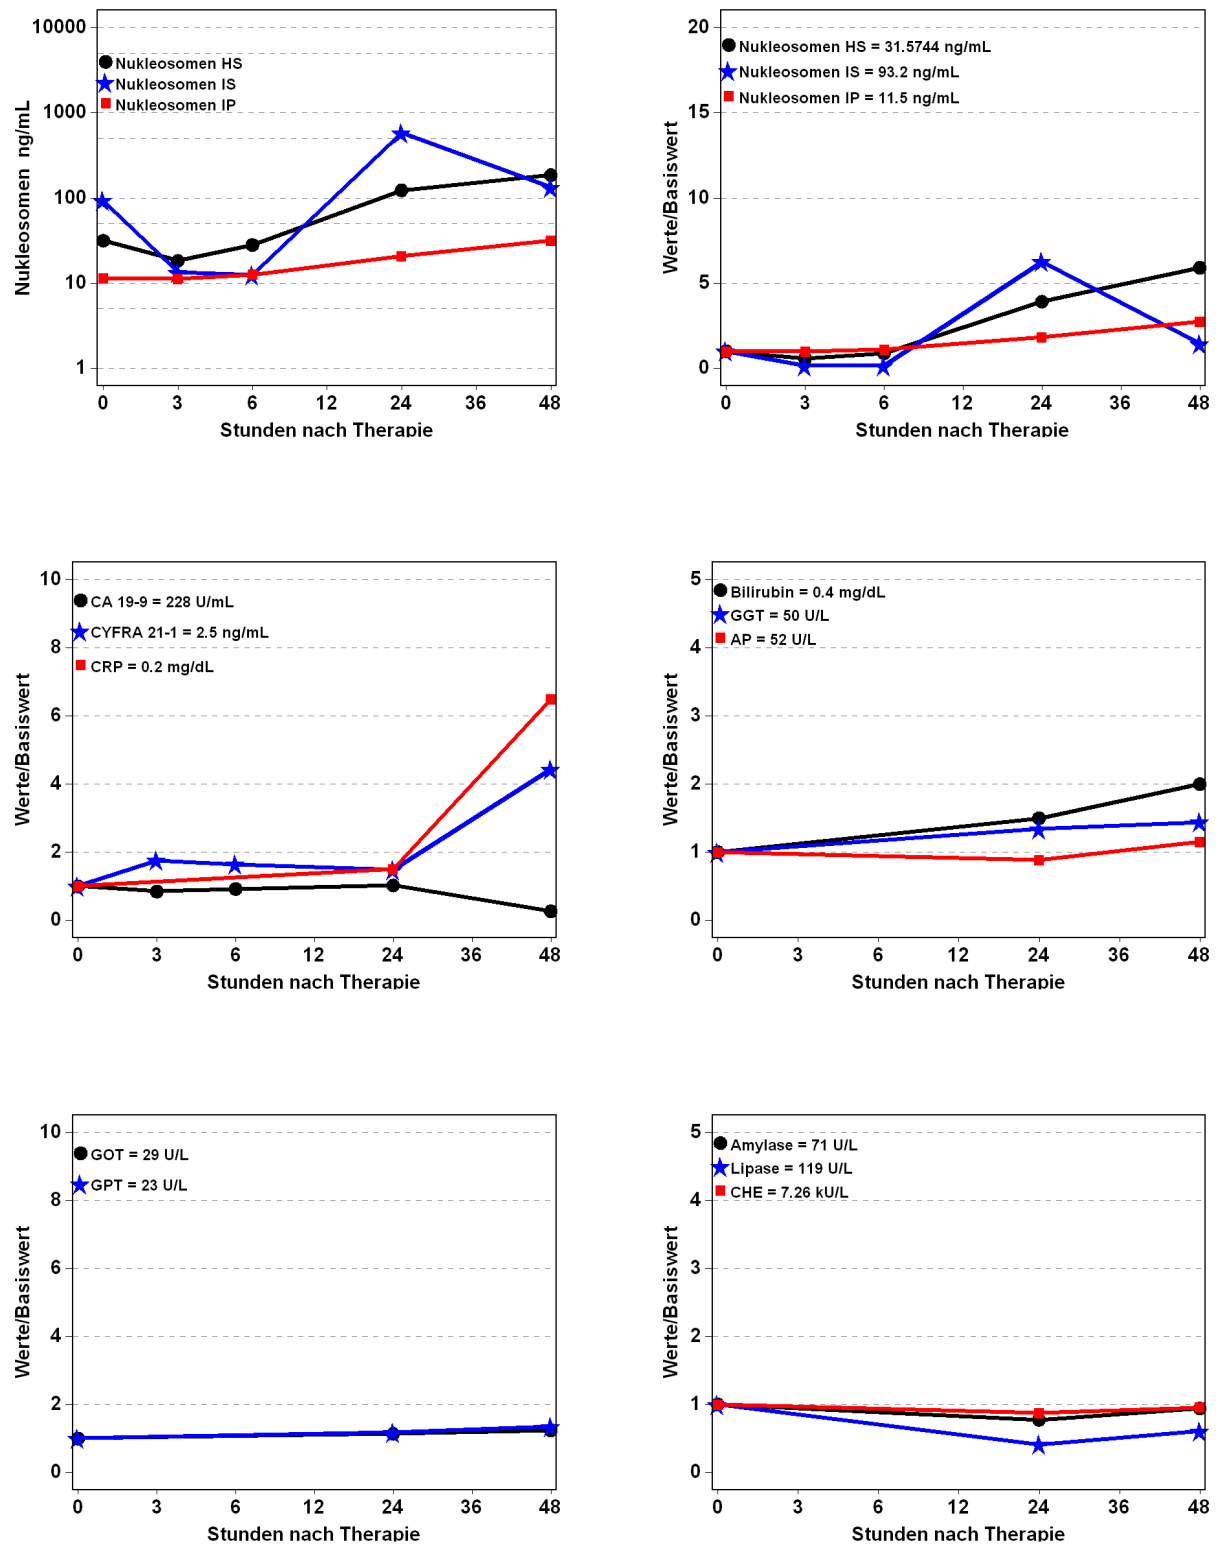 10000
1000
100
10
1
Nukleosomen ng/mL
Nukleosomen HS
Nukleosomen IS
Nukleosomen IP
0 3 6 12 24 36 48
Stunden nach Therapie
20
15
10
5
0
Werte/Basiswert
Nukleosomen HS = 31.5744 ng/mL
Nukleosomen IS = 93.2 ng/mL
Nukleosomen IP = 11.5 ng/mL
0 3 6 12 24 36 48
Stunden nach Therapie
10
8
6
4
2
0
Werte/Basiswert
CA 19-9 = 228 U/mL
CYFRA 21-1 = 2.5 ng/mL
CRP = 0.2 mg/dL
0 3 6 12 24 36 48
Stunden nach Therapie
5
4
3
2
1
0
Werte/Basiswert
Bilirubin = 0.4 mg/dL
GGT = 50 U/L
AP = 52 U/L
0 3 6 12 24 36 48
Stunden nach Therapie
10
8
6
4
2
0
Werte/Basiswert
GOT = 29 U/L
GPT = 23 U/L
0 3 6 12 24 36 48
Stunden nach Therapie
5
4
3
2
1
0
Werte/Basiswert
Amylase = 71 U/L
Lipase = 119 U/L
CHE = 7.26 kU/L
0 3 6 12 24 36 48
Stunden nach Therapie